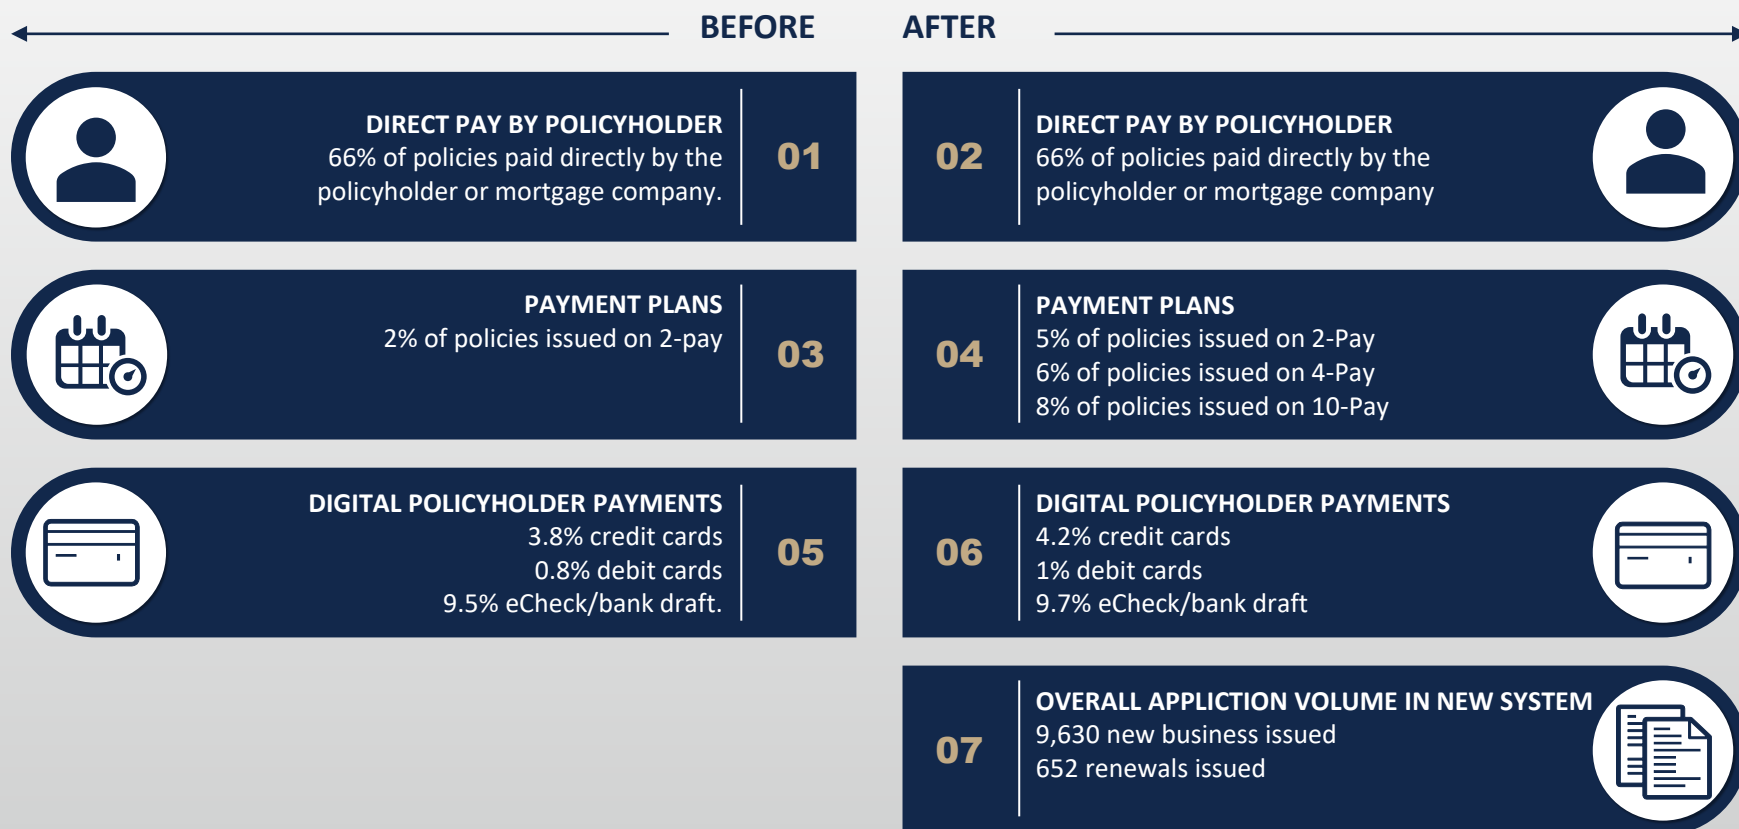 BEFORE
AFTER
DIRECT PAY BY POLICYHOLDER
66% of policies paid directly by the
policyholder or mortgage company.
01
02
DIRECT PAY BY POLICYHOLDER
66% of policies paid directly by the
policyholder or mortgage company
PAYMENT PLANS
2% of policies issued on 2-pay
03
04
PAYMENT PLANS
5% of policies issued on 2-Pay
6% of policies issued on 4-Pay
8% of policies issued on 10-Pay
DIGITAL POLICYHOLDER PAYMENTS
3.8% credit cards
0.8% debit cards
9.5% eCheck/bank draft.
05
06
DIGITAL POLICYHOLDER PAYMENTS
4.2% credit cards
1% debit cards
9.7% eCheck/bank draft
07
OVERALL APPLICTION VOLUME IN NEW SYSTEM
9,630 new business issued
652 renewals issued